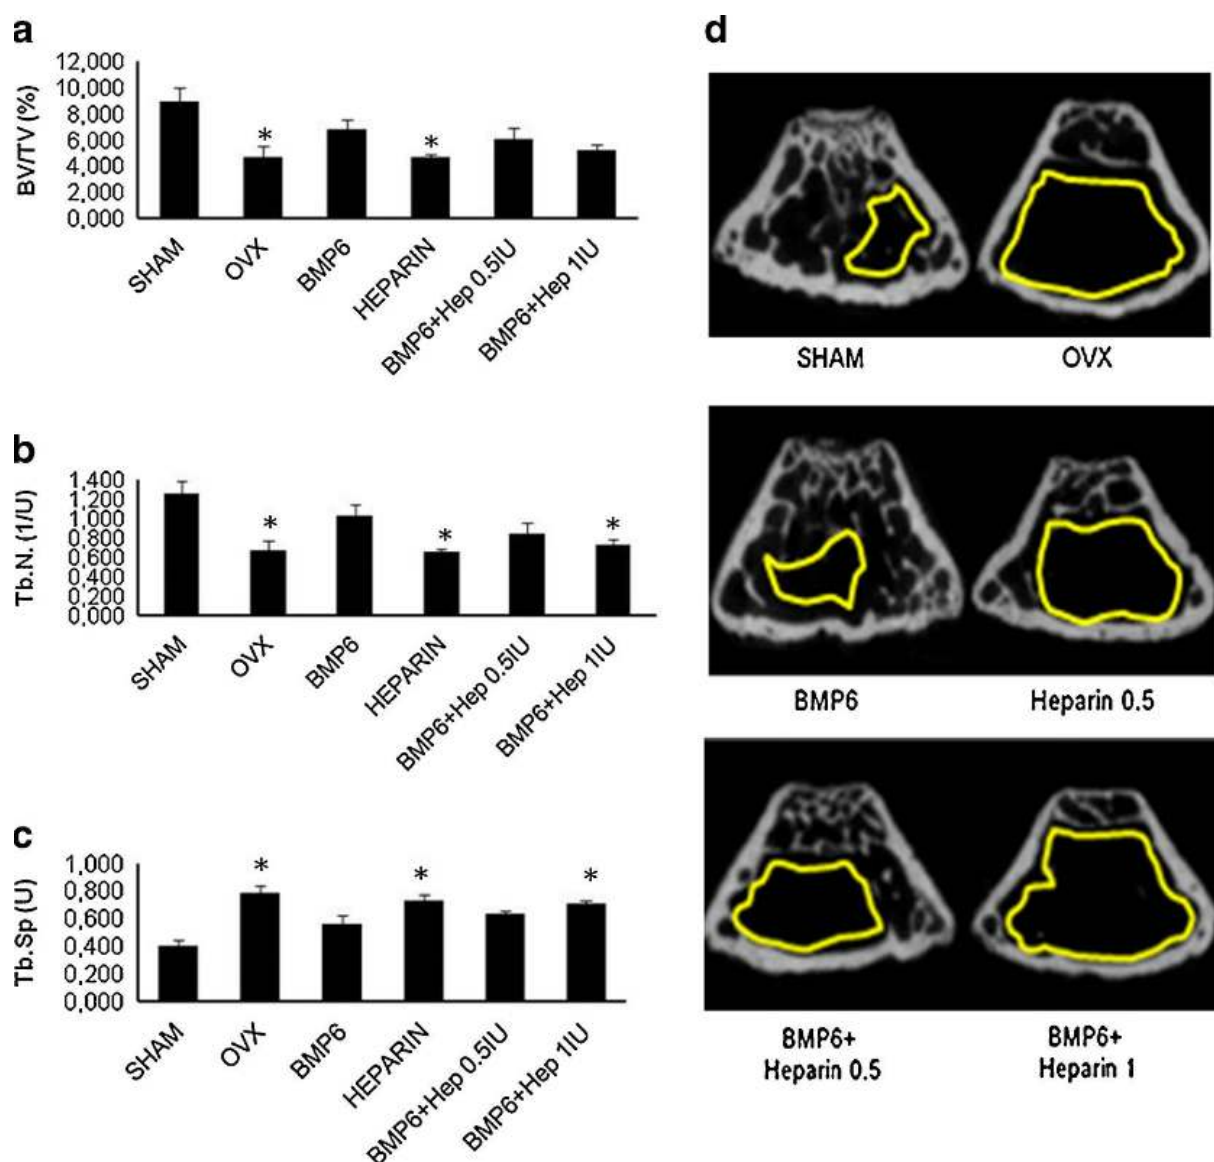 a
12,000
10,000
8,000
6,000
4,000
2,000
0,000
BV/TV (%)
*
*
SHAM
OVX
BMP6
HEPARIN
BMP6+Hep 0.5IU
BMP6+Hep 1IU
b
1,400
1,200
1,000
0,800
0,600
0,400
0,200
0,000
Tb.N. (1/U)
*
*
*
SHAM
OVX
BMP6
HEPARIN
BMP6+Hep 0.5IU
BMP6+Hep 1IU
c
1,000
0,800
0,600
0,400
0,200
0,000
Tb.Sp (U)
*
*
*
SHAM
OVX
BMP6
HEPARIN
BMP6+Hep 0.5IU
BMP6+Hep 1IU
d
SHAM
OVX
BMP6
Heparin 0.5
BMP6+
Heparin 0.5
BMP6+
Heparin 1